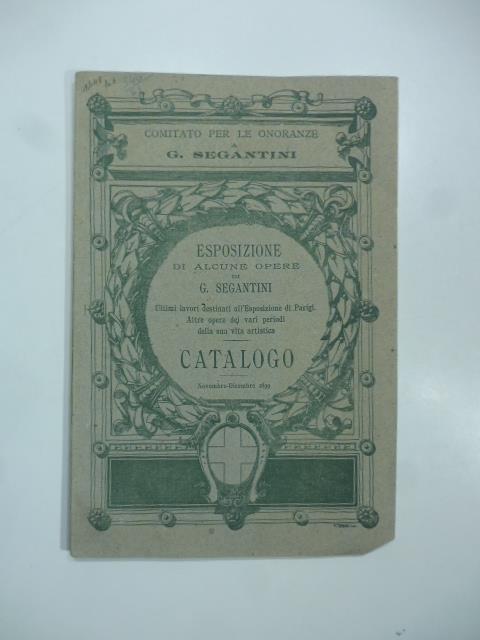 COMITATO PER LE ONORANZE
A
G. SEGANTINI
ESPOSIZIONE
DI ALCUNE OPERE
DI
G. SEGANTINI
Ultimi lavori destinati all'Esposizione di Parigi.
Altre opere dei vari periodi
della sua vita artistica
CATALOGO
Novembre-Dicembre 1899